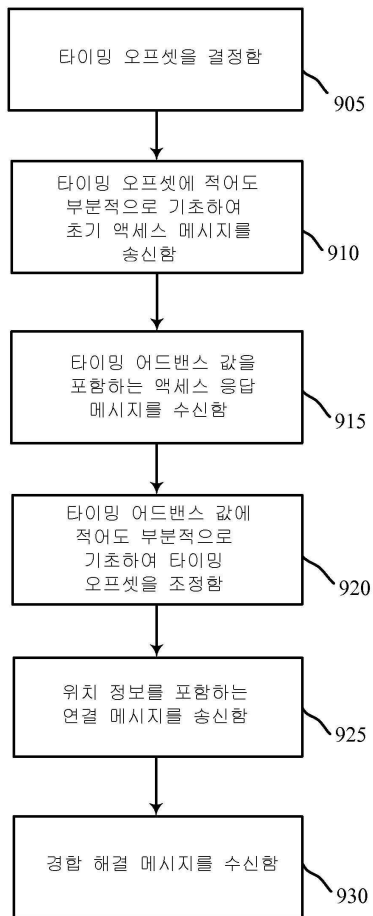 타이밍 오프셋을 결정함
905
타이밍 오프셋에 적어도
부분적으로 기초하여
초기 액세스 메시지를
송신함
910
타이밍 어드밴스 값을
포함하는 액세스 응답
메시지를 수신함
915
타이밍 어드밴스 값에
적어도 부분적으로
기초하여 타이밍
오프셋을 조정함
920
위치 정보를 포함하는
연결 메시지를 송신함
925
경합 해결 메시지를 수신함
930